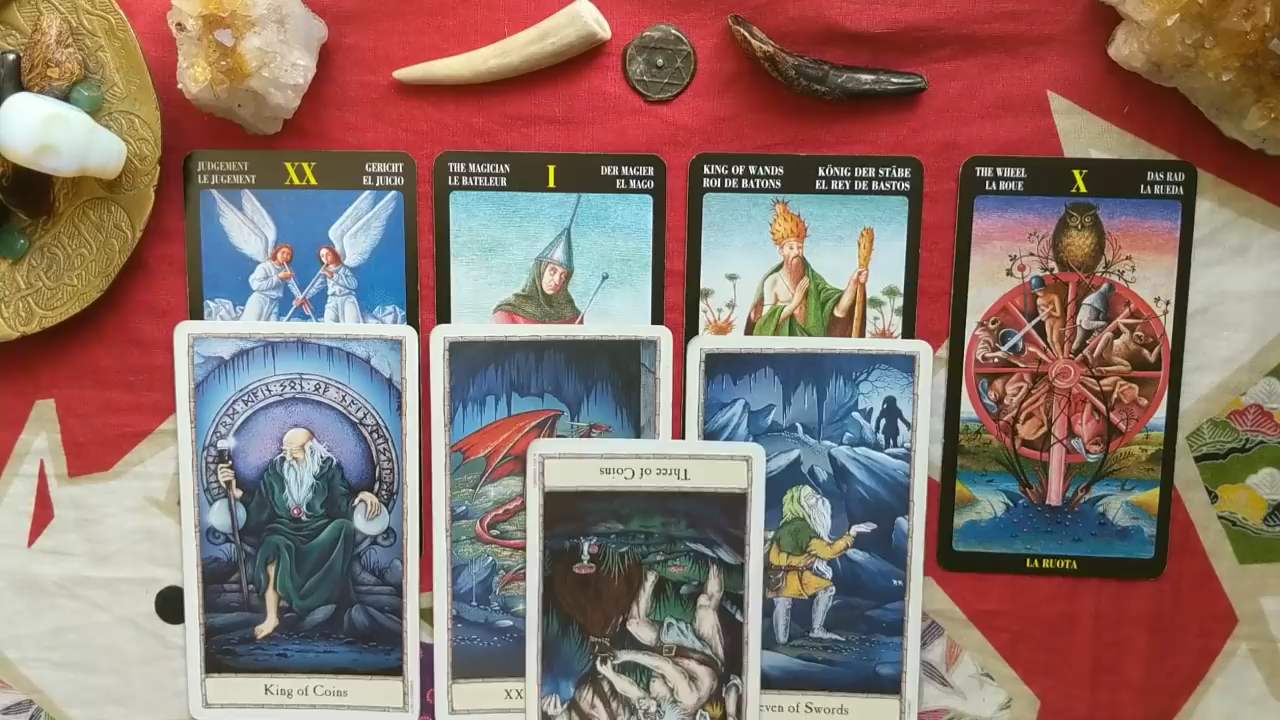 JUDGEMENT
LE JUGEMENT
XX
GERICHT
EL JUICIO
THE MAGICIAN
LE BATELEUR
I
DER MAGIER
EL MAGO
KING OF WANDS
ROI DE BATONS
KÖNIG DER STÄBE
EL REY DE BASTOS
THE WHEEL
LA ROUE
X
DAS RAD
LA RUEDA
LA RUOTA
King of Coins
XX
Three of Coins
even of Swords